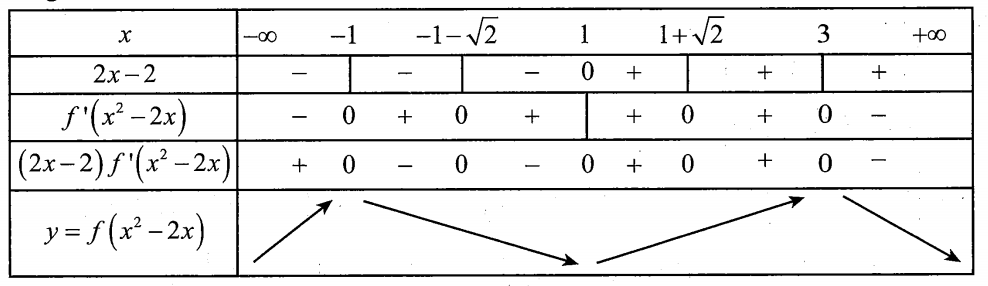 x −∞ −1 −1−√2 1 1+√2 3 +∞
2x−2 − | − | − 0 + | + | +
f'(x²−2x) − 0 + 0 + | + 0 + 0 −
(2x−2)f'(x²−2x) + 0 − 0 − 0 + 0 + 0 −
y=f(x²−2x)